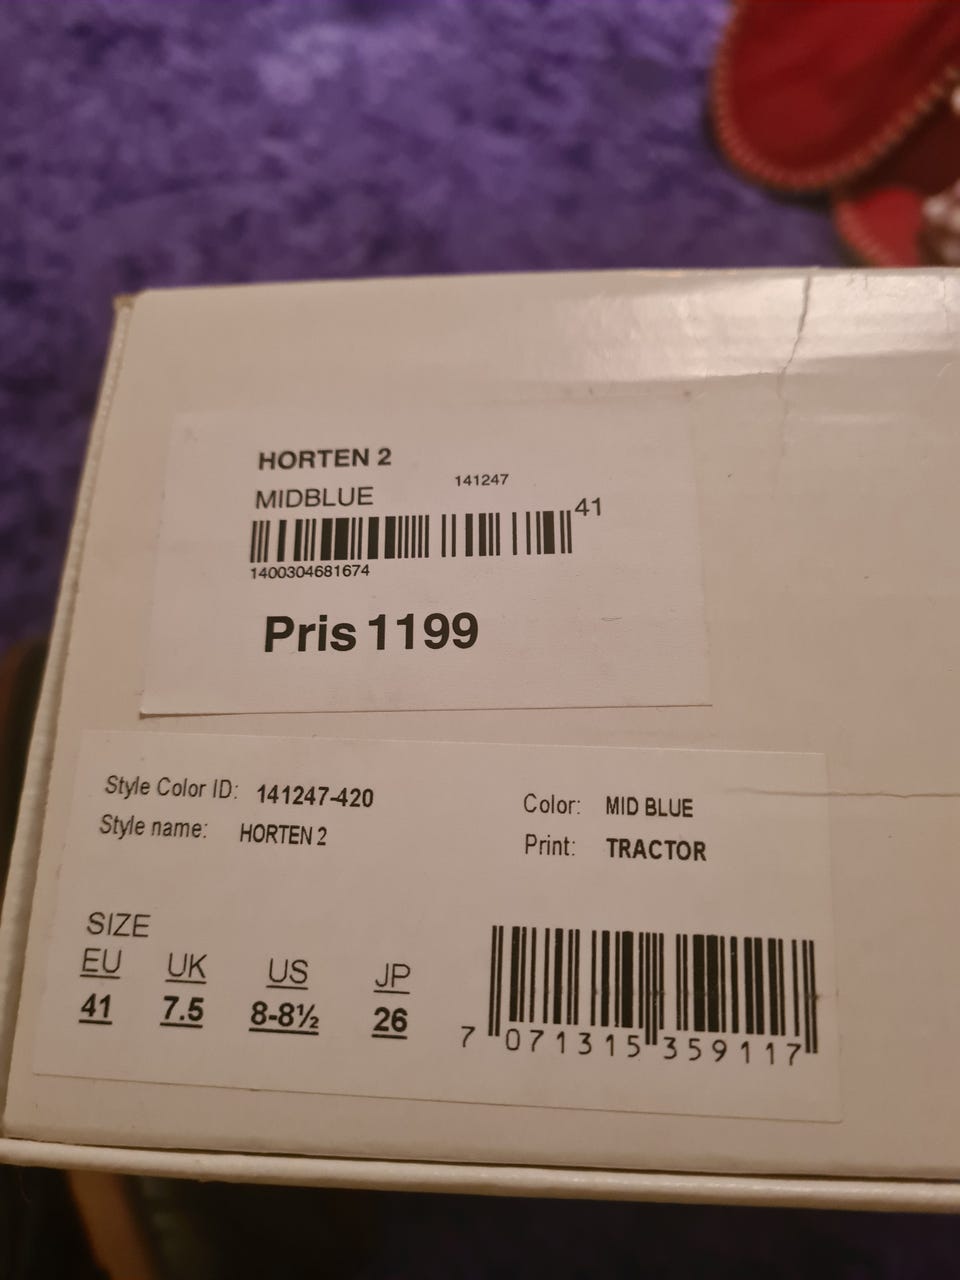 HORTEN 2
MIDBLUE 141247
41
1400304681674
Pris 1199
Style Color ID: 141247-420
Style name: HORTEN 2
Color: MID BLUE
Print: TRACTOR
SIZE
EU UK US JP
41 7.5 8-8½ 26
7 071315 359117